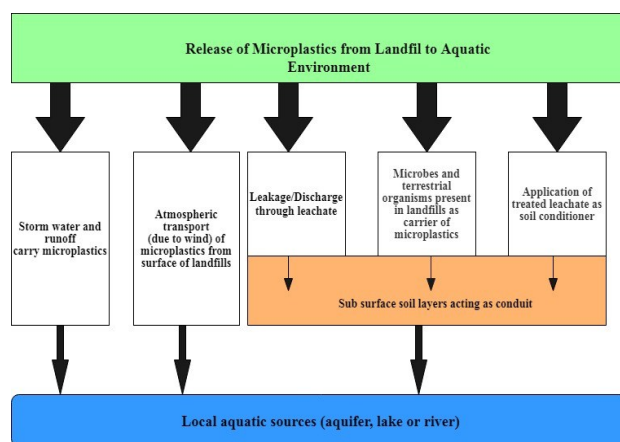 Release of Microplastics from Landfil to Aquatic
Environment
Storm water and
runoff
carry microplastics
Atmospheric
transport
(due to wind) of
microplastics from
surface of landfills
Leakage/Discharge
through leachate
Microbes and
terrestrial
organisms present
in landfills as
carrier of
microplastics
Application of
treated leachate as
soil conditioner
Sub surface soil layers acting as conduit
Local aquatic sources (aquifer, lake or river)